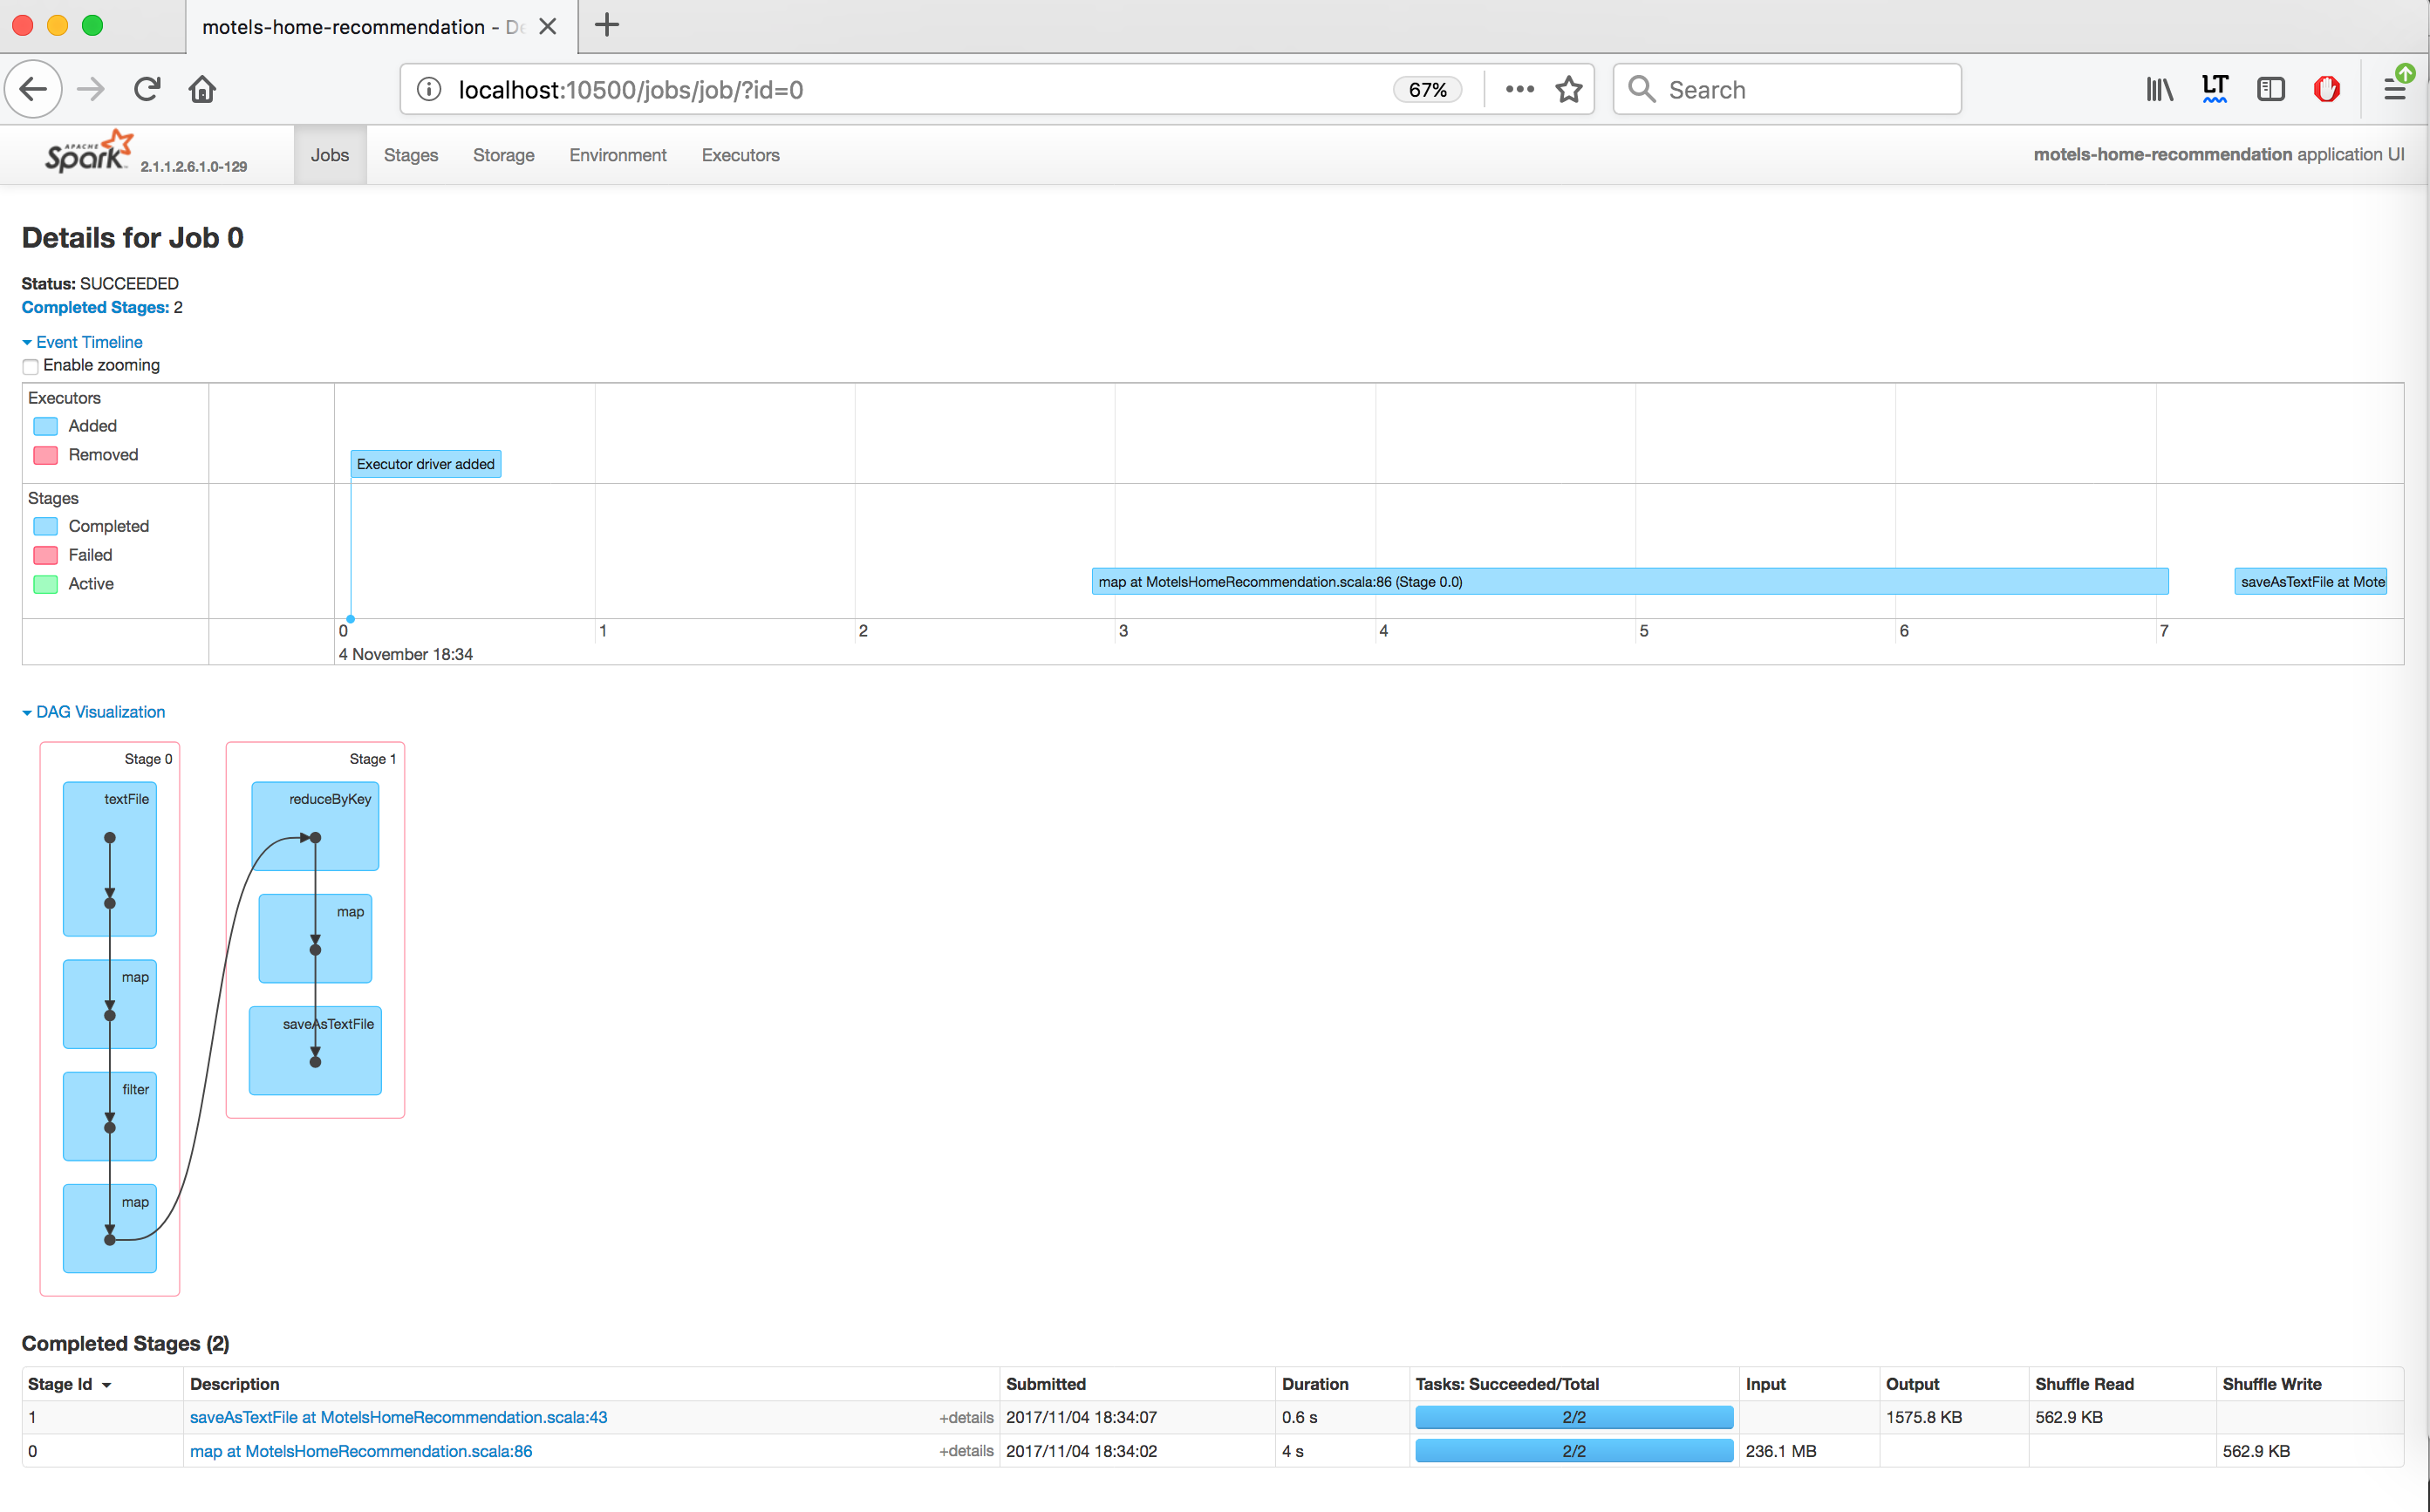 motels-home-recommendation - De
localhost:10500/jobs/job/?id=0
67%
Search
LT
APACHE
Spark
2.1.1.2.6.1.0-129
Jobs
Stages
Storage
Environment
Executors
motels-home-recommendation application UI
Details for Job 0
Status: SUCCEEDED
Completed Stages: 2
Event Timeline
Enable zooming
Executors
Added
Removed
Executor driver added
Stages
Completed
Failed
Active
map at MotelsHomeRecommendation.scala:86 (Stage 0.0)
saveAsTextFile at Mote
0 1 2 3 4 5 6 7
4 November 18:34
DAG Visualization
Stage 0
textFile
map
filter
map
Stage 1
reduceByKey
map
saveAsTextFile
Completed Stages (2)
Stage Id Description Submitted Duration Tasks: Succeeded/Total Input Output Shuffle Read Shuffle Write
1 saveAsTextFile at MotelsHomeRecommendation.scala:43 +details 2017/11/04 18:34:07 0.6 s 2/2 1575.8 KB 562.9 KB
0 map at MotelsHomeRecommendation.scala:86 +details 2017/11/04 18:34:02 4 s 2/2 236.1 MB 562.9 KB